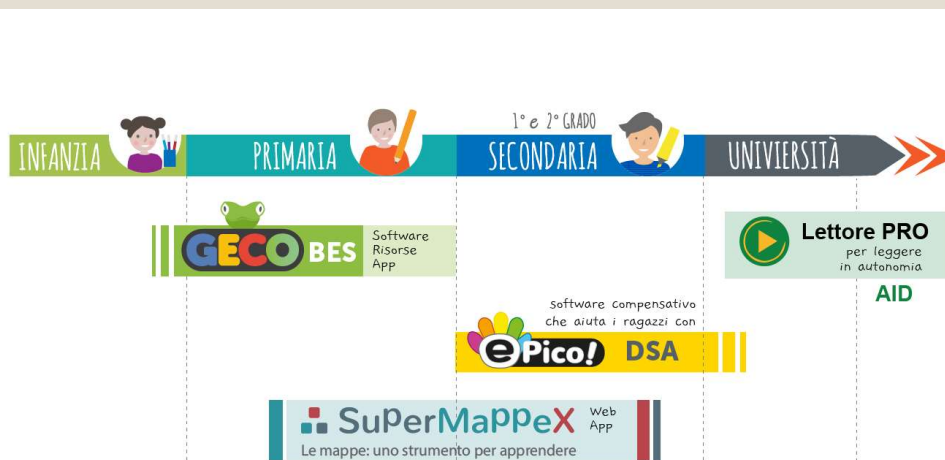 1° e 2° GRADO
INFANZIA
PRIMARIA
SECONDARIA
UNIVIERSITÀ
GECO BES
Software
Risorse
App
Lettore PRO
per leggere
in autonomia
AID
software compensativo
che aiuta i ragazzi con
ePico! DSA
SuPerMaPPeX
Web
App
Le mappe: uno strumento per apprendere